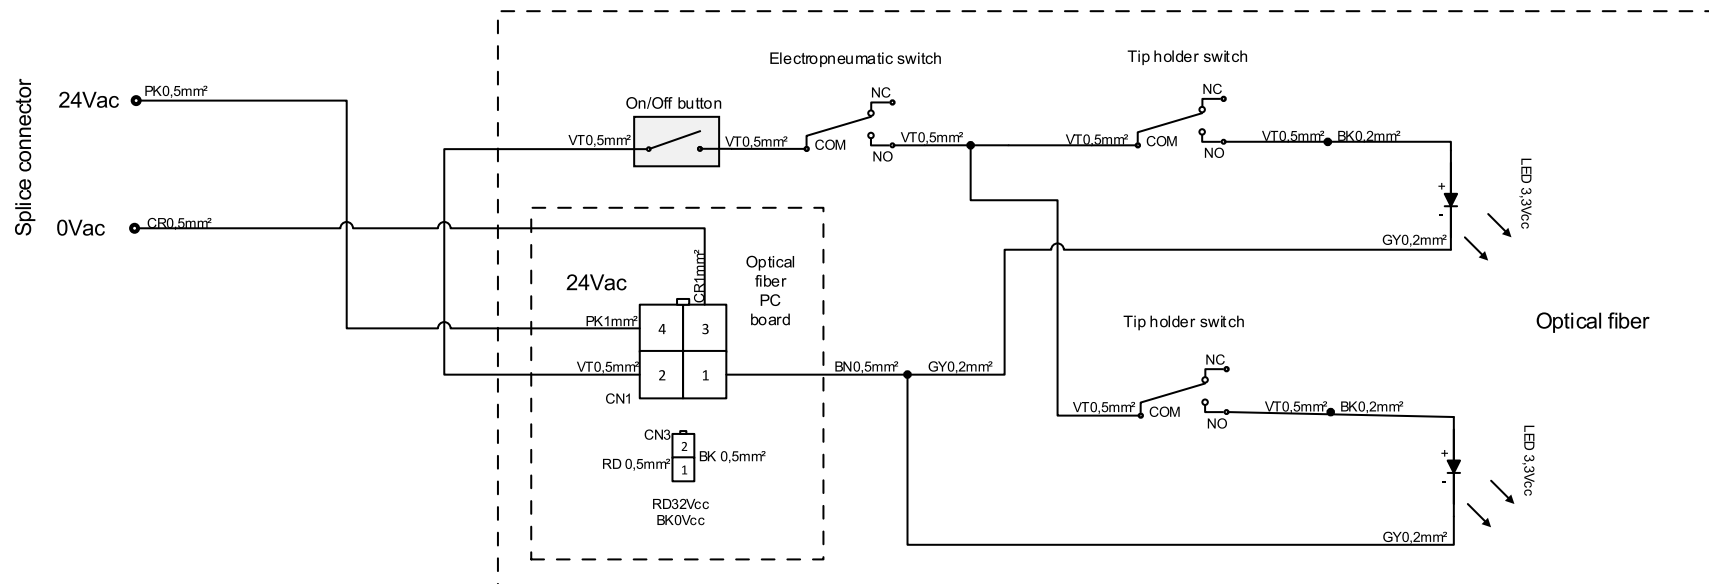 Splice connector
24Vac
PK0,5mm²
0Vac
CR0,5mm²
On/Off button
VT0,5mm²
VT0,5mm²
Electropneumatic switch
NC
COM
NO
VT0,5mm²
Tip holder switch
VT0,5mm²
NC
COM
NO
VT0,5mm²
BK0,2mm²
+
-
LED 3,3Vcc
GY0,2mm²
24Vac
CR1mm²
Optical
fiber
PC
board
PK1mm²
4
3
VT0,5mm²
2
1
CN1
BN0,5mm²
GY0,2mm²
CN3
2
RD 0,5mm²
1
BK 0,5mm²
RD32Vcc
BK0Vcc
Tip holder switch
VT0,5mm²
NC
COM
NO
VT0,5mm²
BK0,2mm²
+
-
LED 3,3Vcc
GY0,2mm²
Optical fiber